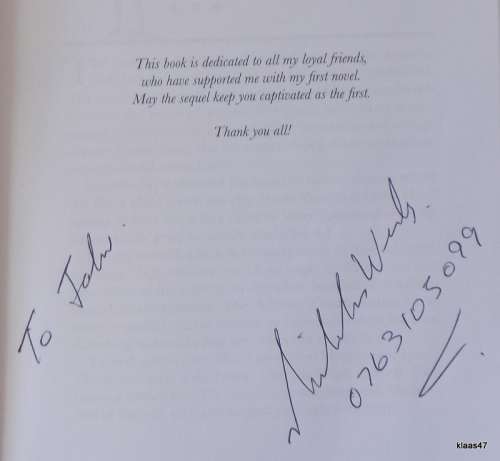 This book is dedicated to all my loyal friends,
who have supported me with my first novel.
May the sequel keep you captivated as the first.
Thank you all!
To John.
0763105099
klaas47